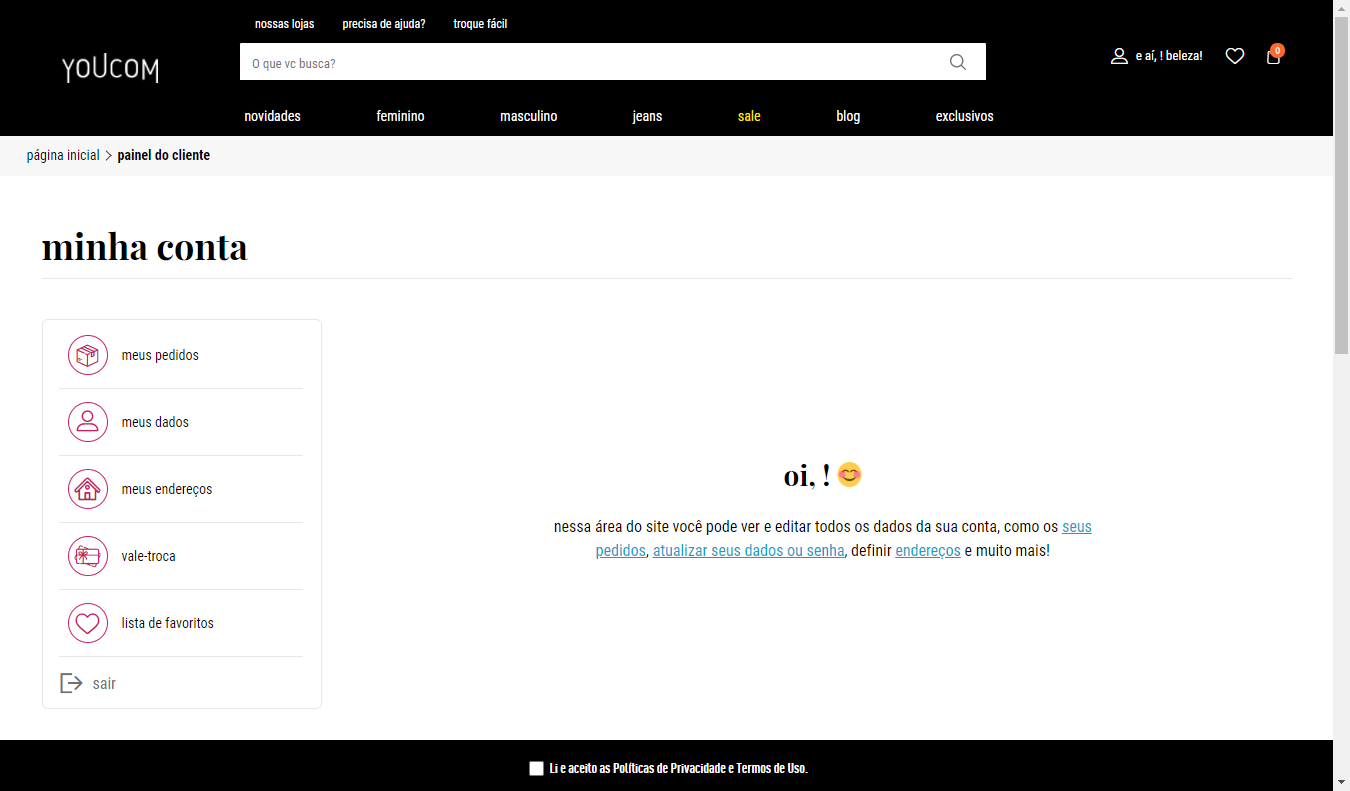 nossas lojas precisa de ajuda? troque fácil
YOUCOM
O que vc busca?
e aí, ! beleza!
0
novidades feminino masculino jeans sale blog exclusivos
página inicial > painel do cliente
minha conta
meus pedidos
meus dados
meus endereços
vale-troca
lista de favoritos
sair
oi, ! 😊
nessa área do site você pode ver e editar todos os dados da sua conta, como os seus
pedidos, atualizar seus dados ou senha, definir endereços e muito mais!
Li e aceito as Políticas de Privacidade e Termos de Uso.